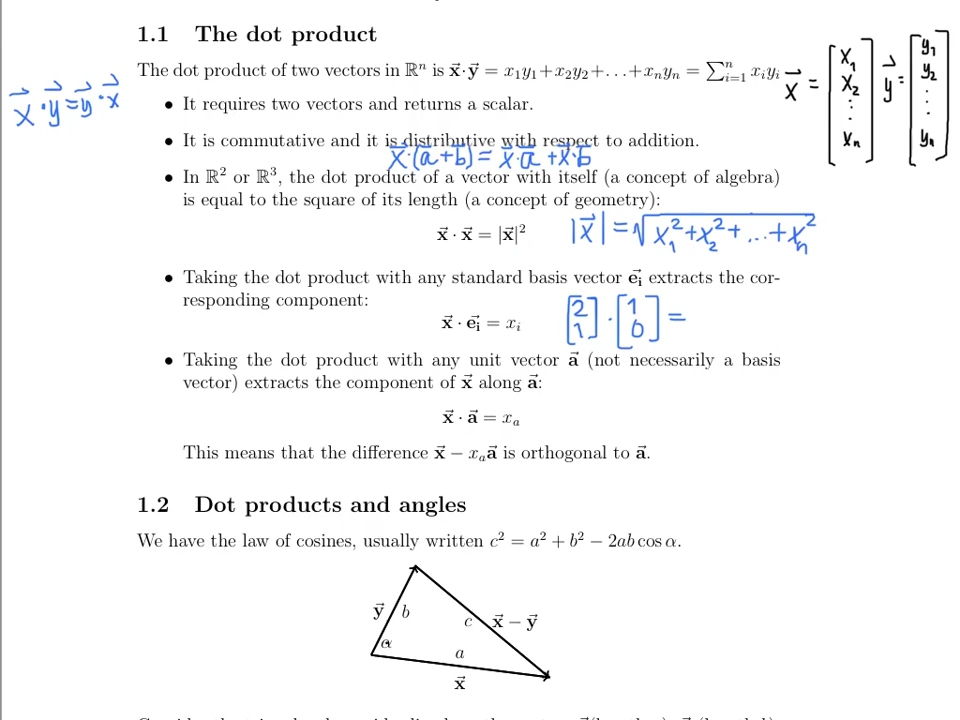 1.1 The dot product
The dot product of two vectors in ℝⁿ is x⃗·y⃗ = x₁y₁+x₂y₂+…+xₙyₙ = ∑ᵢ₌₁ⁿ xᵢyᵢ
x⃗ = [x₁ x₂ ⋮ xₙ] y⃗ = [y₁ y₂ ⋮ yₙ]
x⃗·y⃗=y⃗·x⃗
• It requires two vectors and returns a scalar.
• It is commutative and it is distributive with respect to addition.
x⃗·(a⃗+b⃗)= x⃗·a⃗+x⃗·b⃗
• In ℝ² or ℝ³, the dot product of a vector with itself (a concept of algebra)
is equal to the square of its length (a concept of geometry):
x⃗ · x⃗ = |x⃗|²
|x⃗|=√(x₁²+x₂²+…+xₙ²)
• Taking the dot product with any standard basis vector e⃗ᵢ extracts the cor-
responding component:
x⃗ · e⃗ᵢ = xᵢ
[2 1]·[1 0]=
• Taking the dot product with any unit vector a⃗ (not necessarily a basis
vector) extracts the component of x⃗ along a⃗:
x⃗ · a⃗ = xₐ
This means that the difference x⃗ − xₐa⃗ is orthogonal to a⃗.
1.2 Dot products and angles
We have the law of cosines, usually written c² = a² + b² − 2ab cos α.
y⃗ b
c x⃗ − y⃗
α
a
x⃗